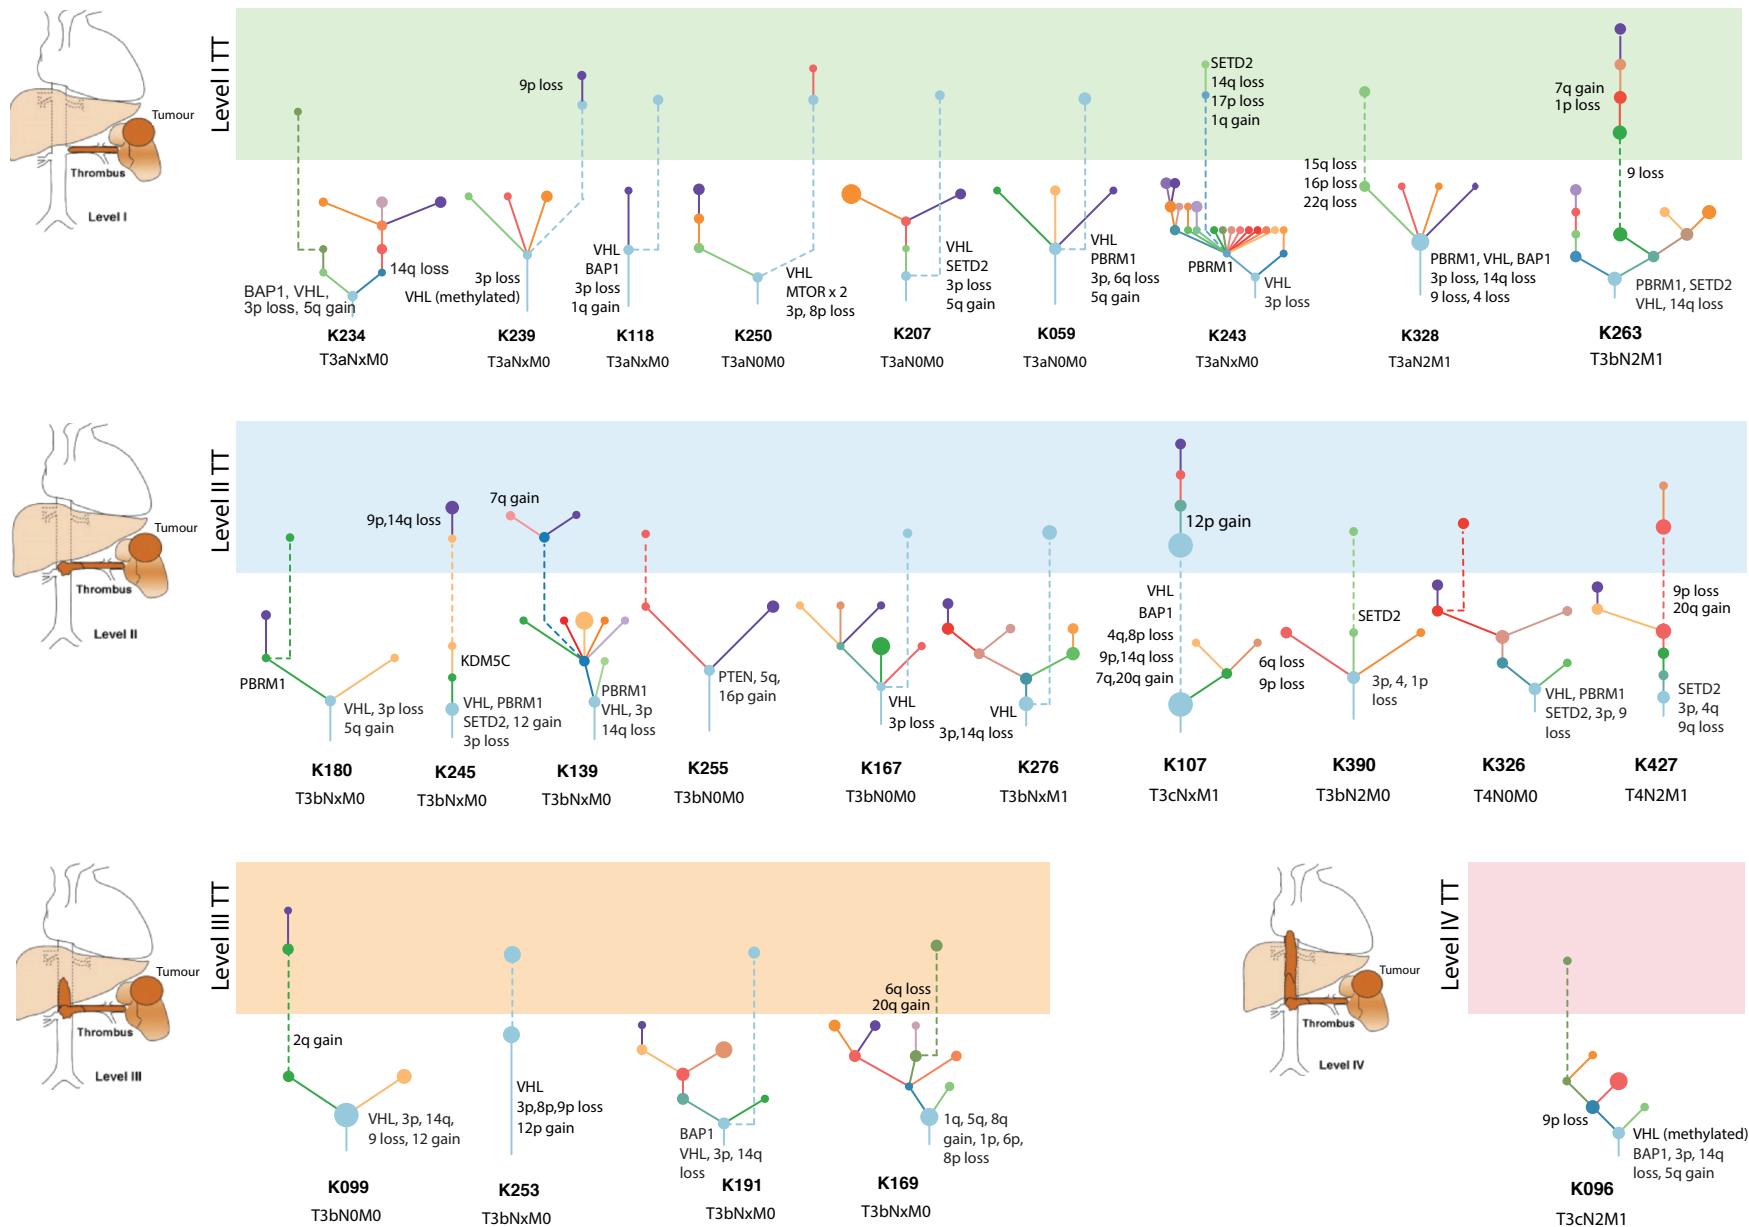 Level I TT
Tumour
Thrombus
Level I
BAP1, VHL,
3p loss, 5q gain
14q loss
K234
T3aNxM0
9p loss
3p loss
VHL (methylated)
K239
T3aNxM0
VHL
BAP1
3p loss
1q gain
K118
T3aNxM0
VHL
MTOR x 2
3p, 8p loss
K250
T3aN0M0
VHL
SETD2
3p loss
5q gain
K207
T3aN0M0
VHL
PBRM1
3p, 6q loss
5q gain
K059
T3aN0M0
SETD2
14q loss
17p loss
1q gain
PBRM1
VHL
3p loss
K243
T3aNxM0
15q loss
16p loss
22q loss
PBRM1, VHL, BAP1
3p loss, 14q loss
9 loss, 4 loss
K328
T3aN2M1
7q gain
1p loss
9 loss
PBRM1, SETD2
VHL, 14q loss
K263
T3bN2M1
Level II TT
Tumour
Thrombus
Level II
PBRM1
VHL, 3p loss
5q gain
K180
T3bNxM0
9p,14q loss
KDM5C
VHL, PBRM1
SETD2, 12 gain
3p loss
K245
T3bNxM0
7q gain
PBRM1
VHL, 3p
14q loss
K139
T3bNxM0
PTEN, 5q,
16p gain
K255
T3bN0M0
VHL
3p loss
K167
T3bN0M0
VHL
3p,14q loss
K276
T3bNxM1
12p gain
VHL
BAP1
4q,8p loss
9p,14q loss
7q,20q gain
K107
T3cNxM1
SETD2
6q loss
9p loss
3p, 4, 1p
loss
K390
T3bN2M0
VHL, PBRM1
SETD2, 3p, 9
loss
K326
T4N0M0
9p loss
20q gain
SETD2
3p, 4q
9q loss
K427
T4N2M1
Level III TT
Tumour
Thrombus
Level III
2q gain
VHL, 3p, 14q,
9 loss, 12 gain
K099
T3bN0M0
VHL
3p,8p,9p loss
12p gain
K253
T3bNxM0
BAP1
VHL, 3p, 14q
loss
K191
T3bNxM0
6q loss
20q gain
1q, 5q, 8q
gain, 1p, 6p,
8p loss
K169
T3bNxM0
Level IV TT
Tumour
Thrombus
Level IV
9p loss
VHL (methylated)
BAP1, 3p, 14q
loss, 5q gain
K096
T3cN2M1